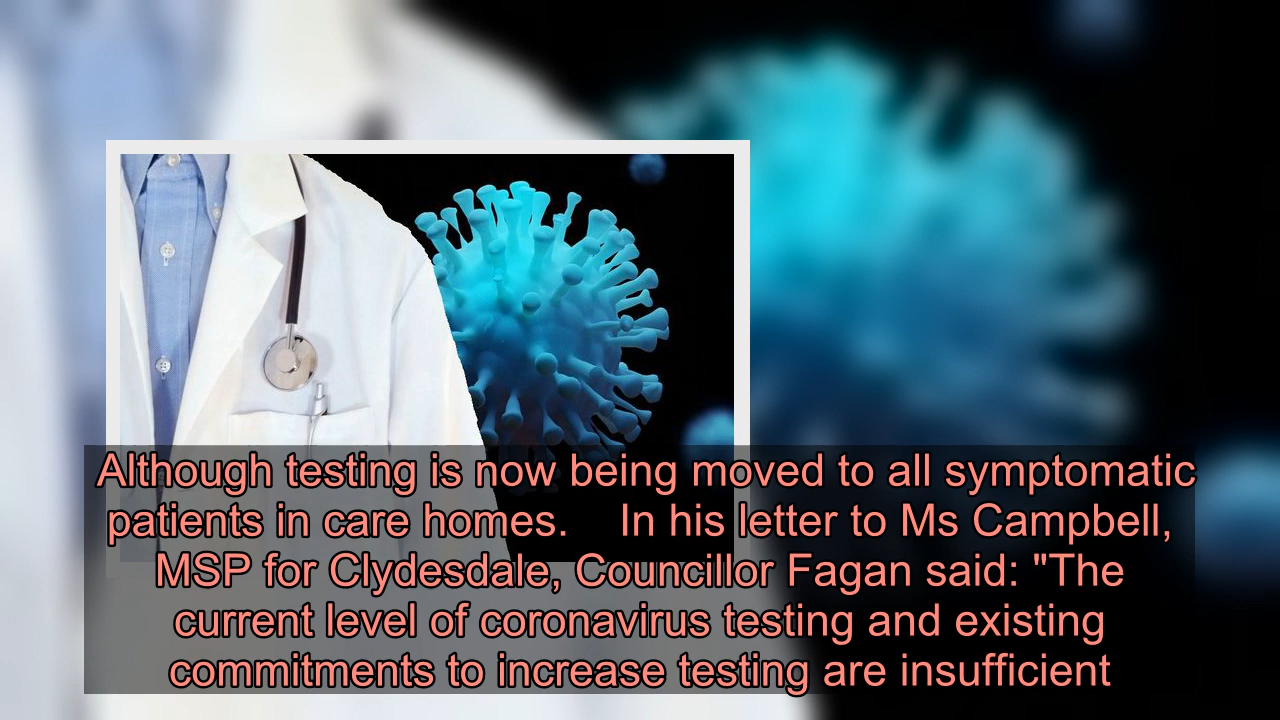 Although testing is now being moved to all symptomatic
patients in care homes.    In his letter to Ms Campbell,
MSP for Clydesdale, Councillor Fagan said: "The
current level of coronavirus testing and existing
commitments to increase testing are insufficient